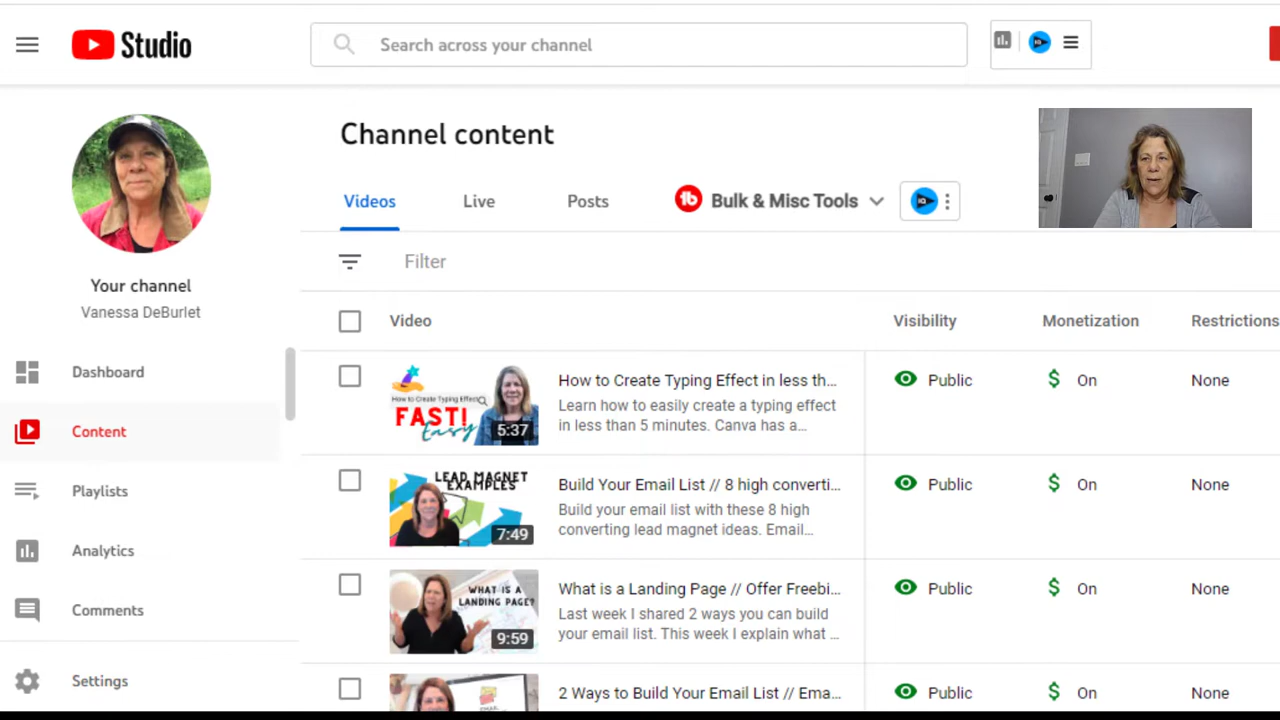 Studio
Search across your channel
Channel content
Videos Live Posts Bulk & Misc Tools
Filter
Your channel
Vanessa DeBurlet
Dashboard
Content
Playlists
Analytics
Comments
Settings
Video Visibility Monetization Restrictions
How to Create Typing Effect
FAST!
Easy
5:37
How to Create Typing Effect in less th...
Learn how to easily create a typing effect
in less than 5 minutes. Canva has a...
Public $ On None
LEAD MAGNET
EXAMPLES
7:49
Build Your Email List // 8 high converti...
Build your email list with these 8 high
converting lead magnet ideas. Email...
Public $ On None
WHAT IS A
LANDING PAGE?
9:59
What is a Landing Page // Offer Freebi...
Last week I shared 2 ways you can build
your email list. This week I explain what ...
Public $ On None
2 Ways to Build Your Email List // Ema...
Public $ On None